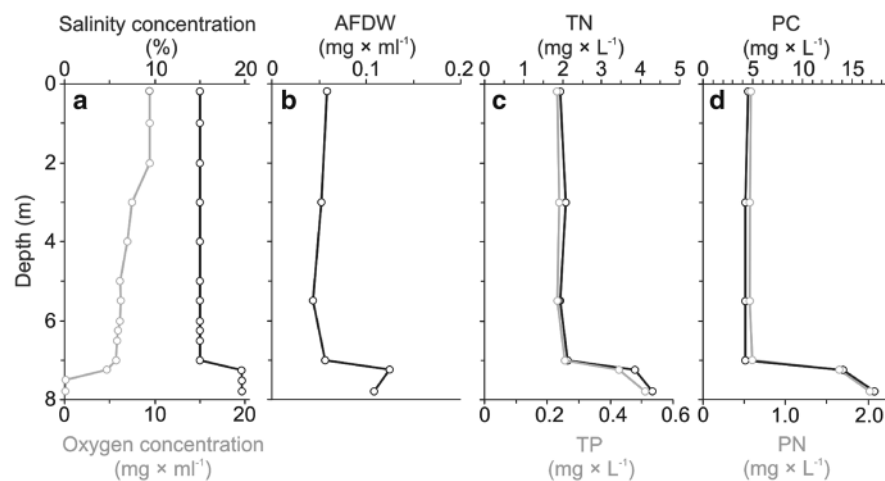 Salinity concentration
(%)
AFDW
(mg × ml⁻¹)
TN
(mg × L⁻¹)
PC
(mg × L⁻¹)
0 10 20
0 0.1 0.2
0 1 2 3 4 5
0 5 10 15
a
b
c
d
Depth (m)
0
2
4
6
8
0 10 20
0 0.2 0.4 0.6
0 1.0 2.0
Oxygen concentration
(mg × ml⁻¹)
TP
(mg × L⁻¹)
PN
(mg × L⁻¹)